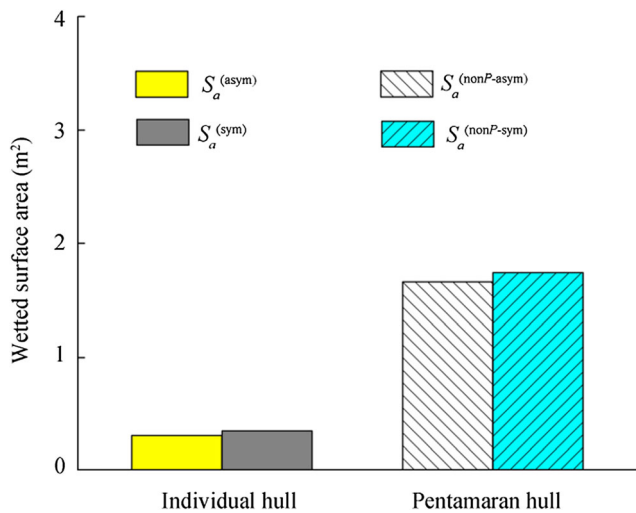 4
3
2
1
0
Wetted surface area (m²)
Sₐ(asym)
Sₐ(sym)
Sₐ(nonP-asym)
Sₐ(nonP-sym)
Individual hull
Pentamaran hull